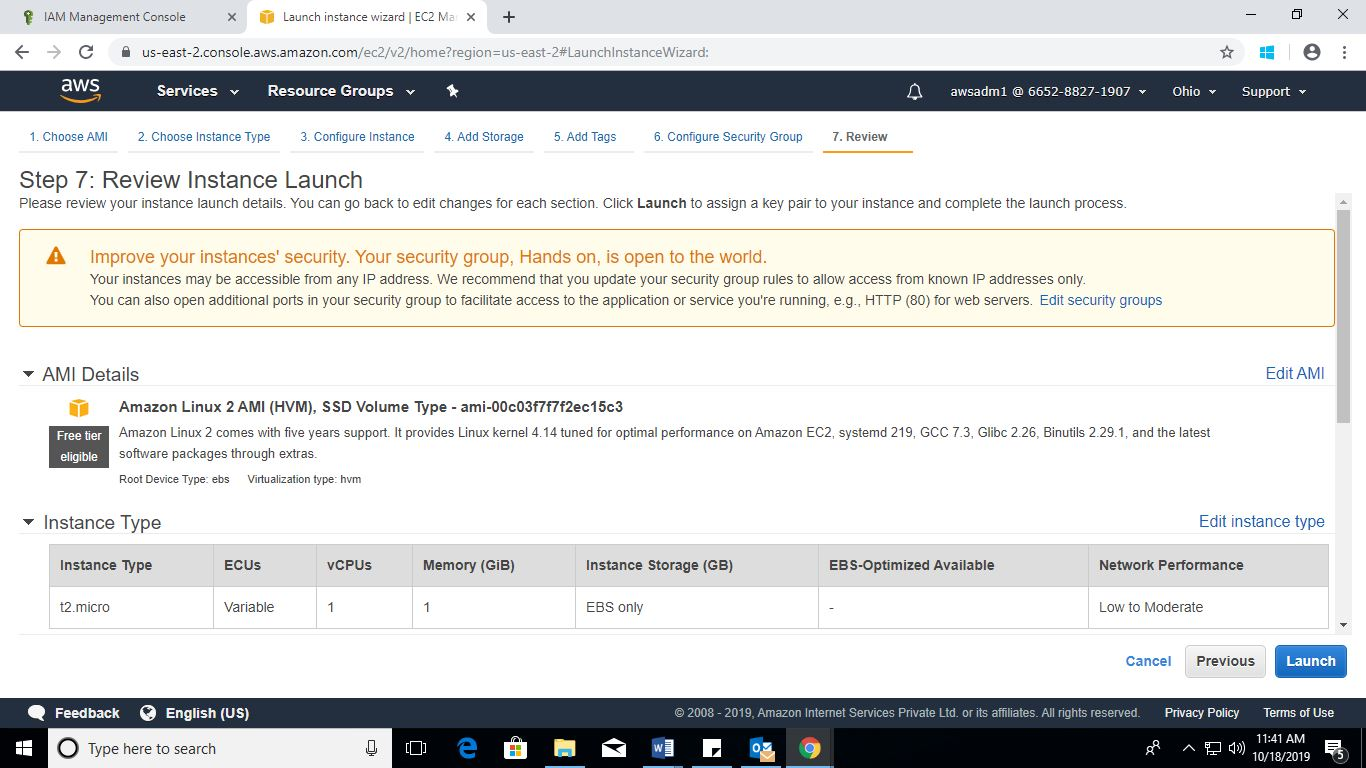 IAM Management Console
Launch instance wizard | EC2 Ma
us-east-2.console.aws.amazon.com/ec2/v2/home?region=us-east-2#LaunchInstanceWizard:
aws Services Resource Groups awsadm1 @ 6652-8827-1907 Ohio Support
1. Choose AMI 2. Choose Instance Type 3. Configure Instance 4. Add Storage 5. Add Tags 6. Configure Security Group 7. Review
Step 7: Review Instance Launch
Please review your instance launch details. You can go back to edit changes for each section. Click Launch to assign a key pair to your instance and complete the launch process.
Improve your instances' security. Your security group, Hands on, is open to the world.
Your instances may be accessible from any IP address. We recommend that you update your security group rules to allow access from known IP addresses only.
You can also open additional ports in your security group to facilitate access to the application or service you're running, e.g., HTTP (80) for web servers. Edit security groups
AMI Details Edit AMI
Amazon Linux 2 AMI (HVM), SSD Volume Type - ami-00c03f7f7f2ec15c3
Free tier eligible
Amazon Linux 2 comes with five years support. It provides Linux kernel 4.14 tuned for optimal performance on Amazon EC2, systemd 219, GCC 7.3, Glibc 2.26, Binutils 2.29.1, and the latest
software packages through extras.
Root Device Type: ebs Virtualization type: hvm
Instance Type Edit instance type
Instance Type ECUs vCPUs Memory (GiB) Instance Storage (GB) EBS-Optimized Available Network Performance
t2.micro Variable 1 1 EBS only - Low to Moderate
Cancel Previous Launch
Feedback English (US) © 2008 - 2019, Amazon Internet Services Private Ltd. or its affiliates. All rights reserved. Privacy Policy Terms of Use
Type here to search
11:41 AM
10/18/2019
5